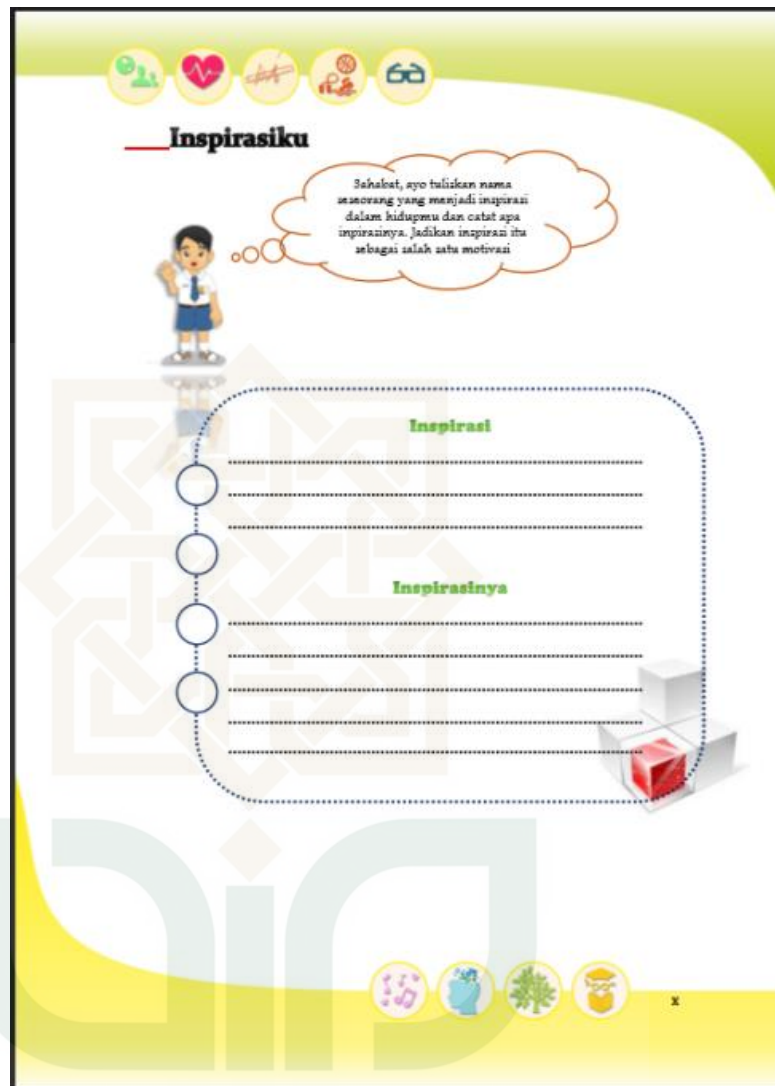 ___Inspirasiku
Sahabat, ayo tuliskan nama
seseorang yang menjadi inspirasi
dalam hidupmu dan catat apa
inpirasinya. Jadikan inspirasi itu
sebagai salah satu motivasi
Inspirasi
Inspirasinya
x